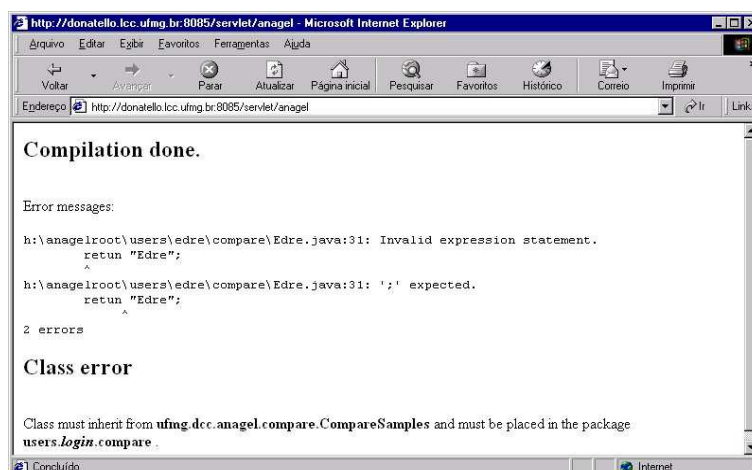 http://donatello.lcc.ufmg.br:8085/servlet/anagel - Microsoft Internet Explorer
Arquivo Editar Exibir Favoritos Ferramentas Ajuda
Voltar Avançar Parar Atualizar Página inicial Pesquisar Favoritos Histórico Correio Imprimir
Endereço http://donatello.lcc.ufmg.br:8085/servlet/anagel Ir Link
Compilation done.
Error messages:
h:\anagelroot\users\edre\compare\Edre.java:31: Invalid expression statement.
retun "Edre";
^
h:\anagelroot\users\edre\compare\Edre.java:31: ';' expected.
retun "Edre";
^
2 errors
Class error
Class must inherit from ufmg.dcc.anagel.compare.CompareSamples and must be placed in the package
users.login.compare .
Concluído Internet